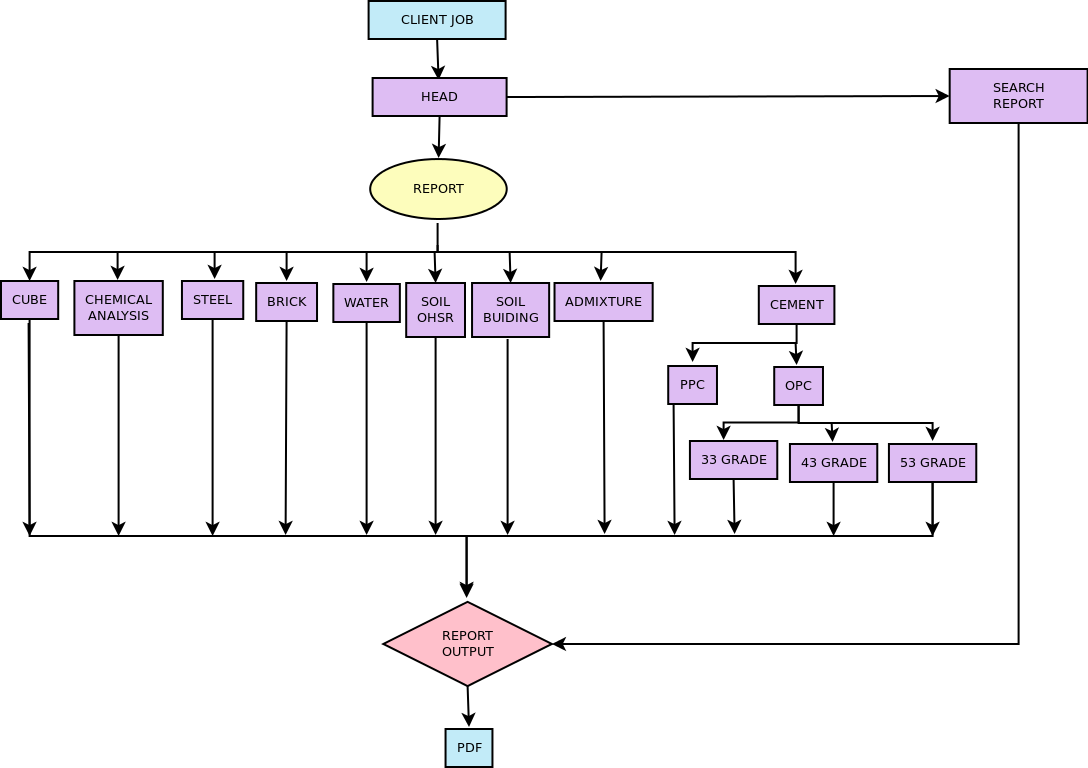 CLIENT JOB
HEAD
SEARCH
REPORT
REPORT
CUBE
CHEMICAL
ANALYSIS
STEEL
BRICK
WATER
SOIL
OHSR
SOIL
BUIDING
ADMIXTURE
CEMENT
PPC
OPC
33 GRADE
43 GRADE
53 GRADE
REPORT
OUTPUT
PDF